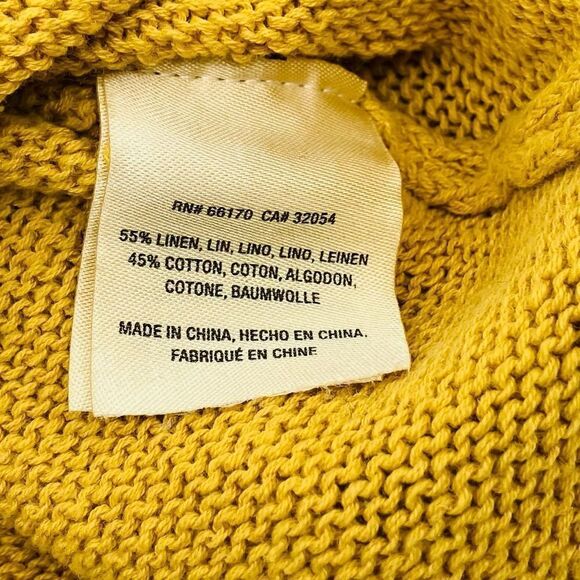 RN# 66170 CA# 32054
55% LINEN, LIN, LINO, LINO, LEINEN
45% COTTON, COTON, ALGODON,
COTONE, BAUMWOLLE
MADE IN CHINA, HECHO EN CHINA.
FABRIQUÉ EN CHINE